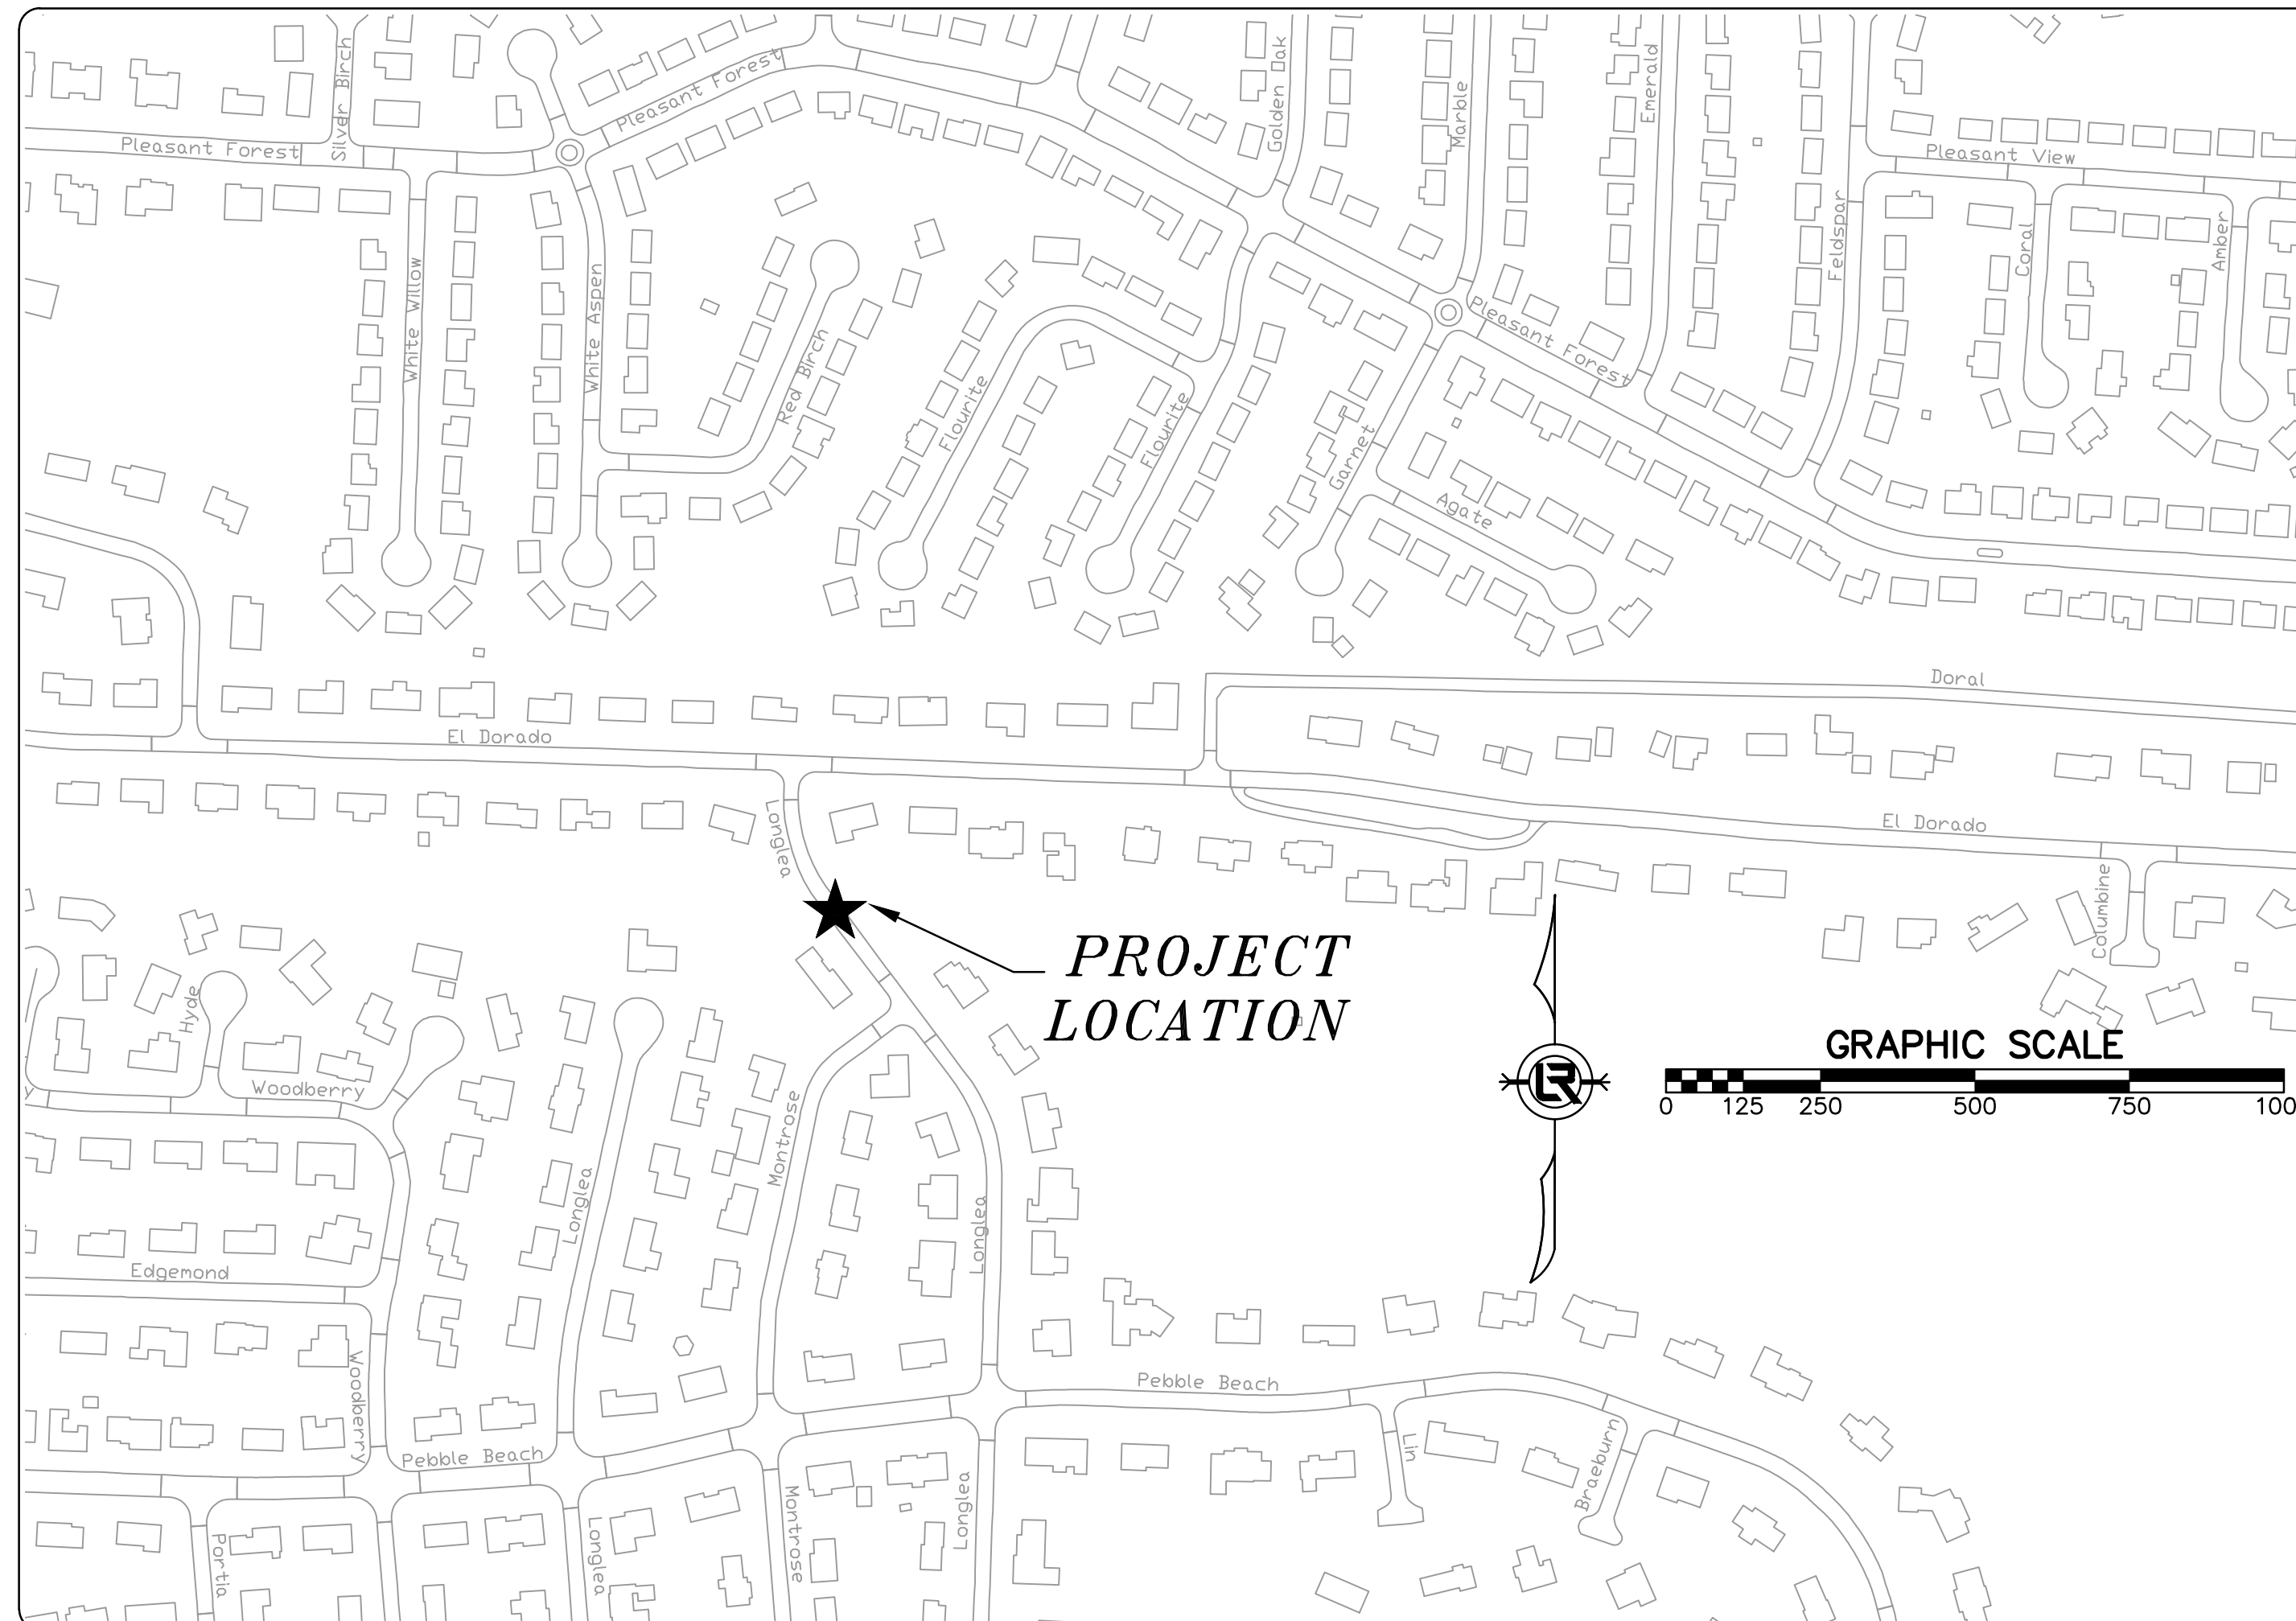 Silver Birch
Pleasant Forest
Pleasant Forest
Golden Oak
Marble
Emerald
Pleasant View
Feldspar
Coral
Amber
White Willow
White Aspen
Red Birch
Flourite
Flourite
Garnet
Pleasant Forest
Agate
Doral
El Dorado
Longlea
El Dorado
Columbine
PROJECT
LOCATION
Hyde
Woodberry
y
GRAPHIC SCALE
0 125 250 500 750 100
LR
Montrose
Longlea
Longlea
Edgemond
Woodberry
Pebble Beach
Pebble Beach
Lin
Braeburn
Portia
Longlea
Montrose
Longlea